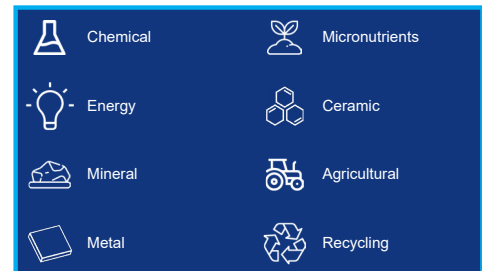 Chemical
Micronutrients
Energy
Ceramic
Mineral
Agricultural
Metal
Recycling